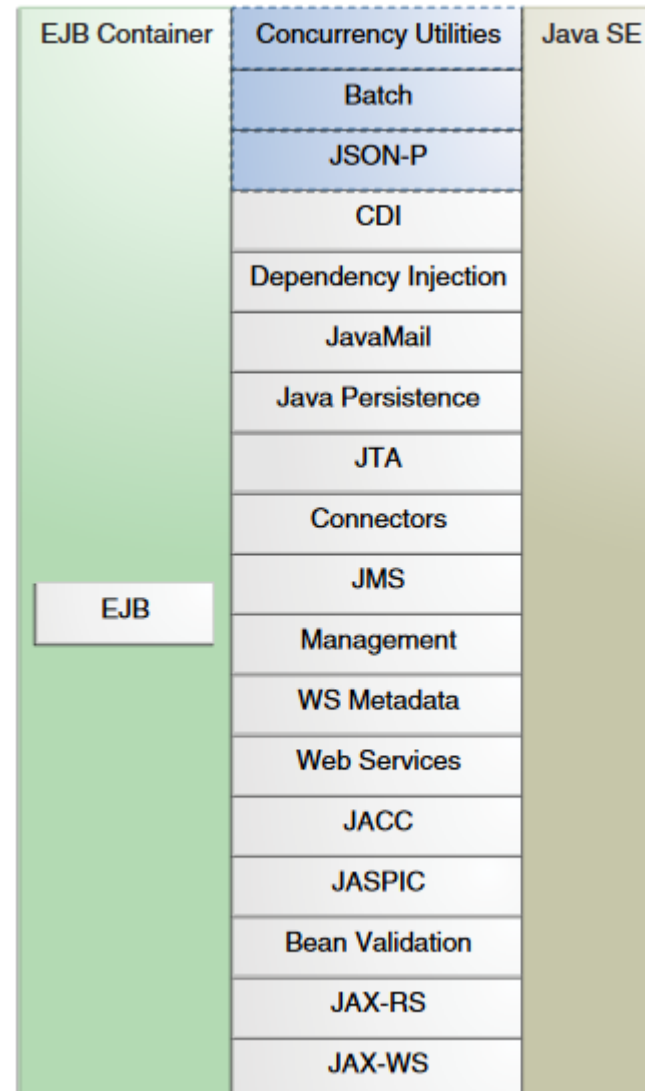 EJB Container
Concurrency Utilities
Java SE
Batch
JSON-P
CDI
Dependency Injection
JavaMail
Java Persistence
JTA
Connectors
JMS
EJB
Management
WS Metadata
Web Services
JACC
JASPIC
Bean Validation
JAX-RS
JAX-WS